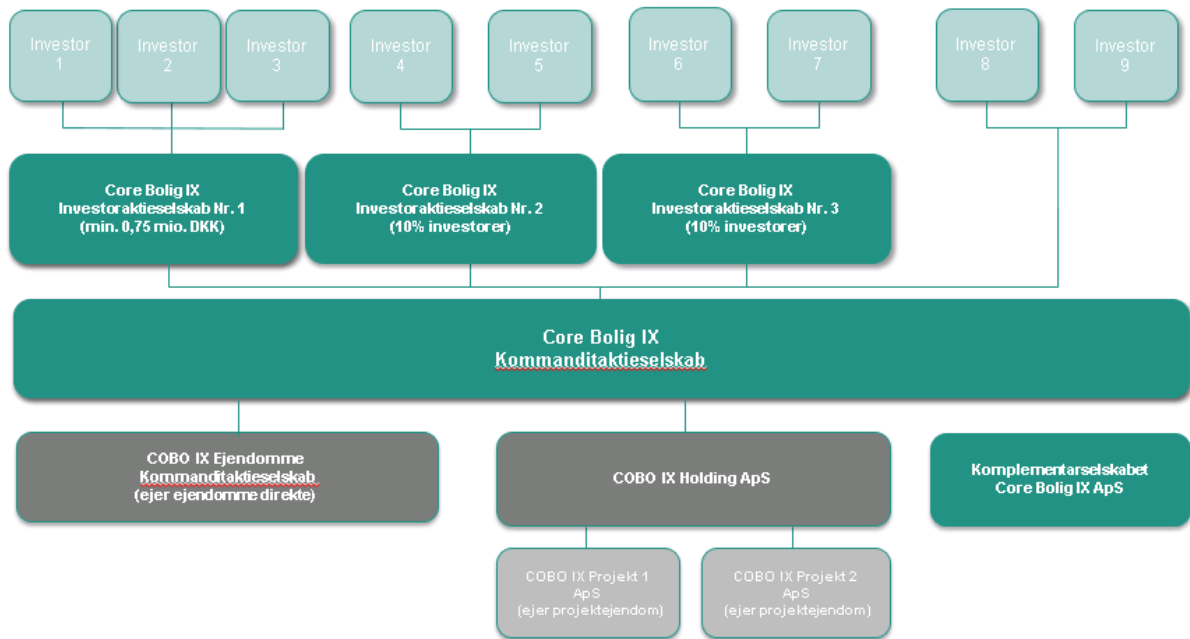 Investor
1
Investor
2
Investor
3
Investor
4
Investor
5
Investor
6
Investor
7
Investor
8
Investor
9
Core Bolig IX
Investoraktieselskab Nr. 1
(min. 0,75 mio. DKK)
Core Bolig IX
Investoraktieselskab Nr. 2
(10% investorer)
Core Bolig IX
Investoraktieselskab Nr. 3
(10% investorer)
Core Bolig IX
Kommanditaktieselskab
COBO IX Ejendomme
Kommanditaktieselskab
(ejer ejendomme direkte)
COBO IX Holding ApS
Komplementarselskabet
Core Bolig IX ApS
COBO IX Projekt 1
ApS
(ejer projektejendom)
COBO IX Projekt 2
ApS
(ejer projektejendom)